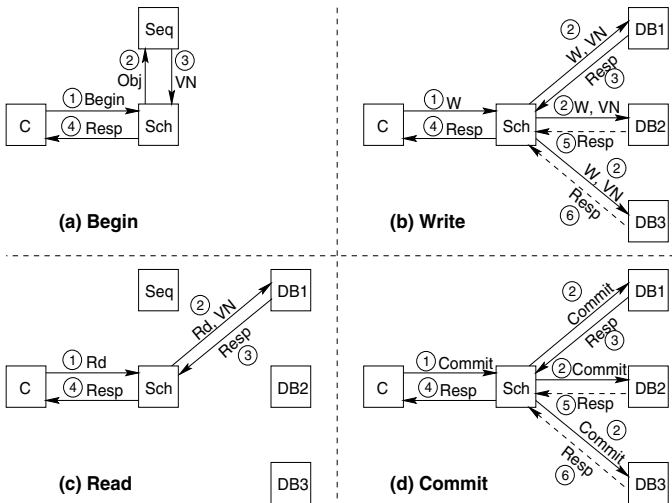 Seq
② ③
Obj VN
① Begin
C Sch
④ Resp
(a) Begin
② DB1
W, VN
Resp ③
① W
② W, VN
C Sch DB2
④ Resp
⑤ Resp
② W, VN
Resp
⑥
DB3
(b) Write
Seq DB1
② Rd, VN
Resp ③
① Rd
C Sch DB2
④ Resp
(c) Read
DB3
② DB1
Commit
Resp ③
① Commit
② Commit
C Sch DB2
④ Resp
⑤ Resp
② Commit
Resp
⑥
DB3
(d) Commit